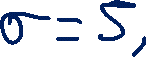 σ = 5,